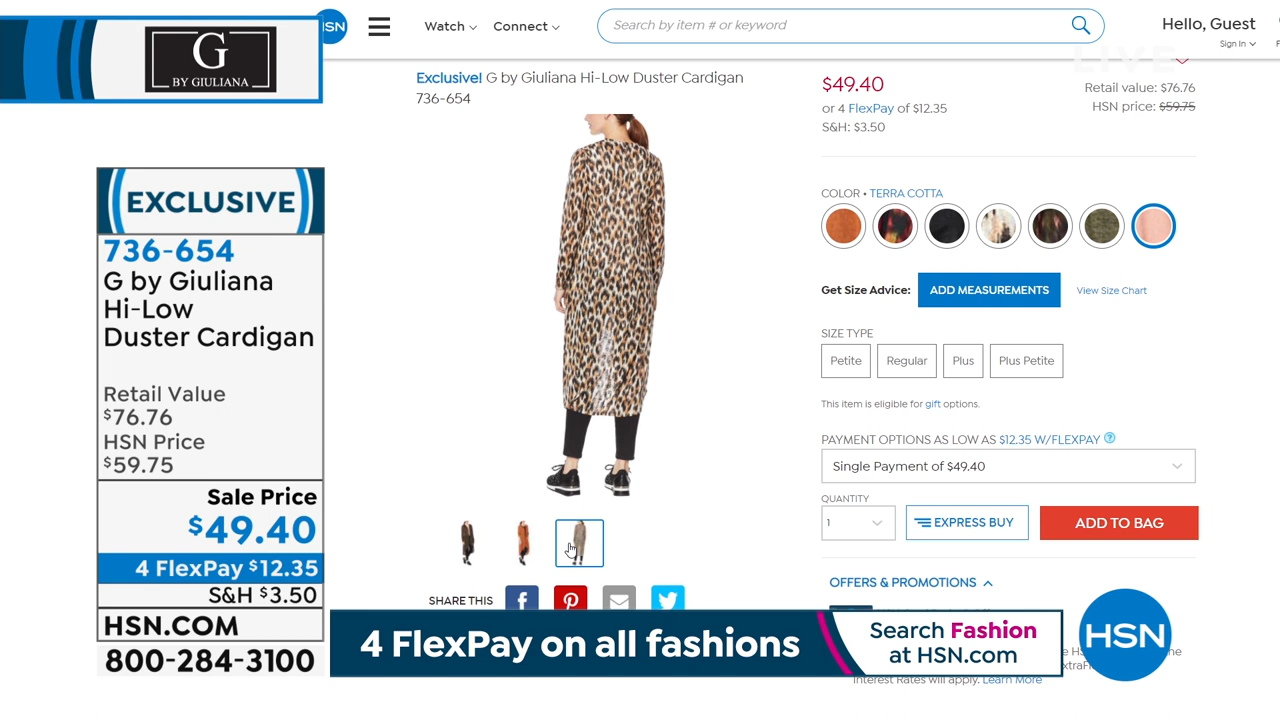 G
BY GIULIANA
HSN
Watch
Connect
Search by item # or keyword
Hello, Guest
Sign In
LIVE
Exclusive! G by Giuliana Hi-Low Duster Cardigan
736-654
$49.40
or 4 FlexPay of $12.35
S&H: $3.50
Retail value: $76.76
HSN price: $59.75
COLOR • TERRA COTTA
Get Size Advice:
ADD MEASUREMENTS
View Size Chart
SIZE TYPE
Petite
Regular
Plus
Plus Petite
This item is eligible for gift options.
PAYMENT OPTIONS AS LOW AS $12.35 W/FLEXPAY ?
Single Payment of $49.40
QUANTITY
1
EXPRESS BUY
ADD TO BAG
OFFERS & PROMOTIONS
Interest Rates will apply. Learn More
SHARE THIS
EXCLUSIVE
736-654
G by Giuliana
Hi-Low
Duster Cardigan
Retail Value
$76.76
HSN Price
$59.75
Sale Price
$49.40
4 FlexPay $12.35
S&H $3.50
HSN.COM
800-284-3100
4 FlexPay on all fashions
Search Fashion
at HSN.com
HSN